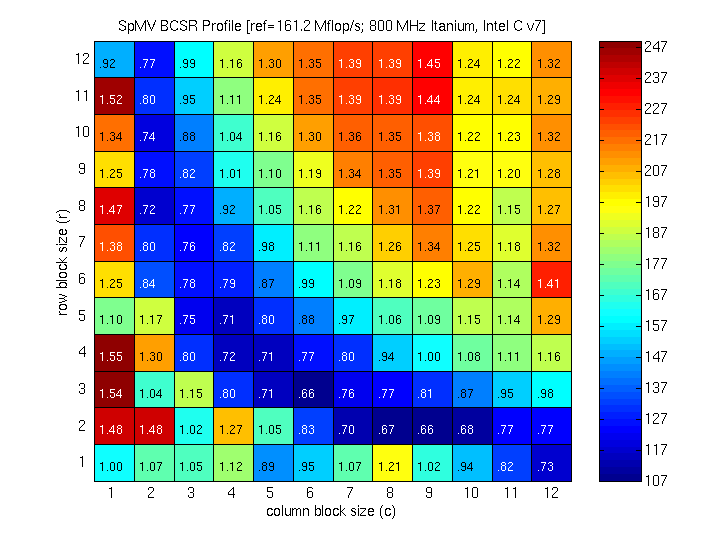 SpMV BCSR Profile [ref=161.2 Mflop/s; 800 MHz Itanium, Intel C v7]
12 .92 .77 .99 1.16 1.30 1.35 1.39 1.39 1.45 1.24 1.22 1.32
11 1.52 .80 .95 1.11 1.24 1.35 1.39 1.39 1.44 1.24 1.24 1.29
10 1.34 .74 .88 1.04 1.16 1.30 1.36 1.35 1.38 1.22 1.23 1.32
9 1.25 .78 .82 1.01 1.10 1.19 1.34 1.35 1.39 1.21 1.20 1.28
8 1.47 .72 .77 .92 1.05 1.16 1.22 1.31 1.37 1.22 1.15 1.27
7 1.38 .80 .76 .82 .98 1.11 1.16 1.26 1.34 1.25 1.18 1.32
6 1.25 .84 .78 .79 .87 .99 1.09 1.18 1.23 1.29 1.14 1.41
5 1.10 1.17 .75 .71 .80 .88 .97 1.06 1.09 1.15 1.14 1.29
4 1.55 1.30 .80 .72 .71 .77 .80 .94 1.00 1.08 1.11 1.16
3 1.54 1.04 1.15 .80 .71 .66 .76 .77 .81 .87 .95 .98
2 1.48 1.48 1.02 1.27 1.05 .83 .70 .67 .66 .68 .77 .77
1 1.00 1.07 1.05 1.12 .89 .95 1.07 1.21 1.02 .94 .82 .73
1 2 3 4 5 6 7 8 9 10 11 12
column block size (c)
row block size (r)
247
237
227
217
207
197
187
177
167
157
147
137
127
117
107